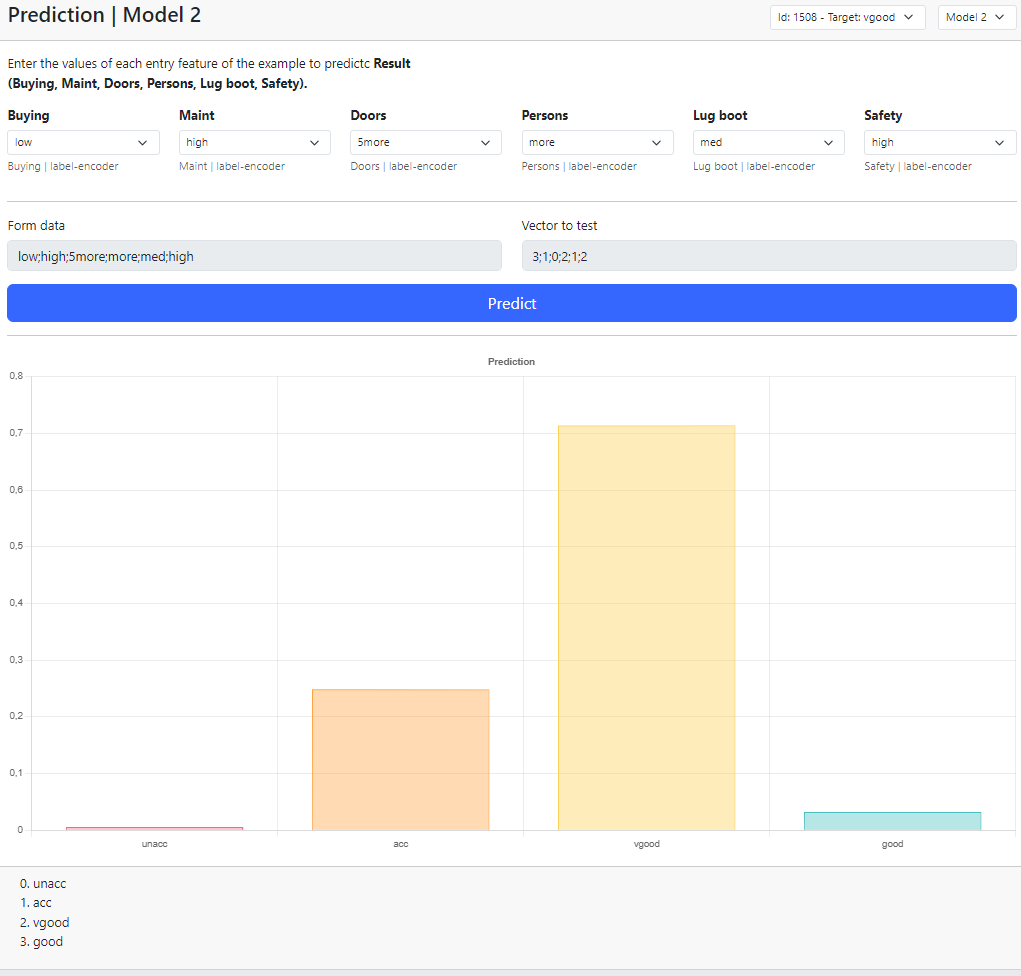 Prediction | Model 2
Id: 1508 - Target: vgood
Model 2
Enter the values of each entry feature of the example to predictc Result
(Buying, Maint, Doors, Persons, Lug boot, Safety).
Buying Maint Doors Persons Lug boot Safety
low high 5more more med high
Buying | label-encoder Maint | label-encoder Doors | label-encoder Persons | label-encoder Lug boot | label-encoder Safety | label-encoder
Form data Vector to test
low;high;5more;more;med;high 3;1;0;2;1;2
Predict
Prediction
0,8
0,7
0,6
0,5
0,4
0,3
0,2
0,1
0
unacc acc vgood good
0. unacc
1. acc
2. vgood
3. good